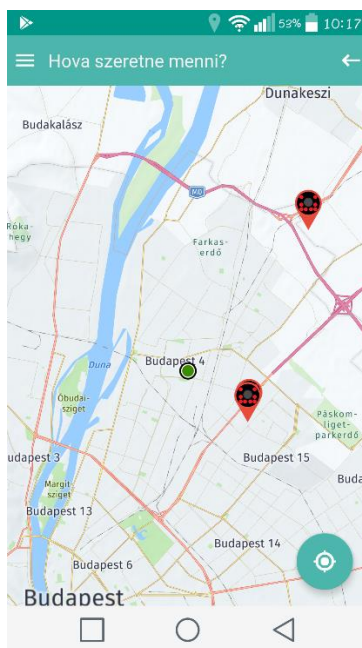 53% 10:17
Hova szeretne menni?
Dunakeszi
Budakalász
M0
Róka-
hegy
Farkas-
erdő
Duna
Budapest 4
Óbudai-
sziget
Páskom-
liget-
parkerdő
udapest 3
Budapest 15
Margit-
sziget
Buda
Budapest 13
Budapest 14
Budapest 6
Budapest